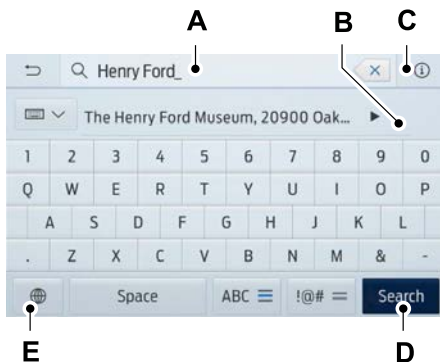 A
B
C
Henry Ford_
The Henry Ford Museum, 20900 Oak...
1 2 3 4 5 6 7 8 9 0
Q W E R T Y U I O P
A S D F G H J K L
. Z X C V B N M & -
Space ABC !@# Search
E
D